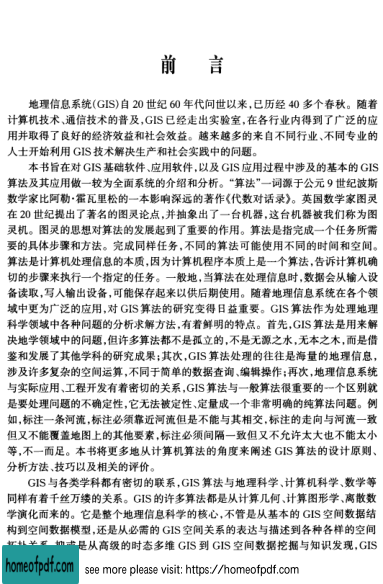 前 言
地理信息系统(GIS)自 20 世纪 60 年代问世以来,已历经 40 多个春秋。随着
计算机技术、通信技术的普及,GIS 已经走出实验室,在各行业内得到了广泛的应
用并取得了良好的经济效益和社会效益。越来越多的来自不同行业、不同专业的
人士开始利用 GIS 技术解决生产和社会实践中的问题。
本书旨在对 GIS 基础软件、应用软件,以及 GIS 应用过程中涉及的基本的 GIS
算法及其应用做一较为全面系统的介绍和分析。“算法”一词源于公元 9 世纪波斯
数学家比阿勒·霍瓦里松的一本影响深远的著作《代数对话录》。英国数学家图灵
在 20 世纪提出了著名的图灵论点,并抽象出了一台机器,这台机器被我们称为图
灵机。图灵的思想对算法的发展起到了重要的作用。算法是指完成一个任务所需
要的具体步骤和方法。完成同样任务,不同的算法可能使用不同的时间和空间。
算法是计算机处理信息的本质,因为计算机程序本质上是一个算法,告诉计算机确
切的步骤来执行一个指定的任务。一般地,当算法在处理信息时,数据会从输入设
备读取,写入输出设备,可能保存起来以供后期使用。随着地理信息系统在各个领
域中更为广泛的应用,对 GIS 算法的研究变得日益重要。GIS 算法作为处理地理
科学领域中各种问题的分析求解方法,有着鲜明的特点。首先,GIS 算法是用来解
决地学领域中的问题,但许多算法都不是孤立的,不是无源之水,无本之木,而是借
鉴和发展了其他学科的研究成果;其次,GIS 算法处理的往往是海量的地理信息,
涉及许多复杂的空间运算,不同于简单的数据查询、编辑操作;再次,地理信息系统
与实际应用、工程开发有着密切的关系,GIS 算法与一般算法很重要的一个区别就
是要处理问题的不确定性,它无法被定性、定量成一个非常明确的纯算法问题。例
如,标注一条河流,标注必须靠近河流但是不能与其相交,标注的走向与河流一致
但又不能覆盖地图上的其他要素,标注必须间隔一致但又不允许太大也不能太小
等,不一而足。本书将更多地从计算机算法的角度来阐述 GIS 算法的设计原则、
分析方法、技巧以及相关的评价。
GIS 与各类学科都有密切的联系,GIS 算法与地理科学、计算机科学、数学等
同样有着千丝万缕的关系。GIS 的许多算法都是从计算几何、计算图形学、离散数
学演化而来的。它是整个地理信息科学的核心,不管是从基本的 GIS 空间数据结
构到空间数据模型,还是从必需的 GIS 空间关系的表达与描述到各种各样的空间
是从高级的时态多维 GIS 到 GIS 空间数据挖掘与知识发现,GIS
home of pdf.com
see more please visit: https://homeofpdf.com